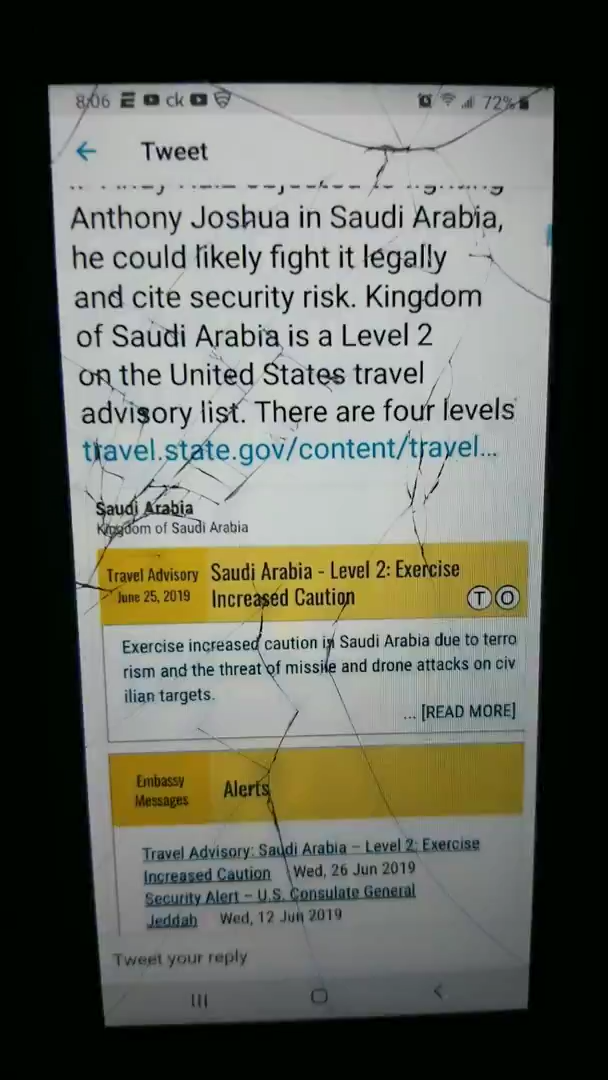 8:06 ck 72%
Tweet
Anthony Joshua in Saudi Arabia,
he could likely fight it legally
and cite security risk. Kingdom
of Saudi Arabia is a Level 2
on the United States travel
advisory list. There are four levels
travel.state.gov/content/travel...
Saudi Arabia
Kingdom of Saudi Arabia
Travel Advisory
June 25, 2019
Saudi Arabia - Level 2: Exercise
Increased Caution
T O
Exercise increased caution in Saudi Arabia due to terro
rism and the threat of missile and drone attacks on civ
ilian targets.
... [READ MORE]
Embassy
Messages
Alerts
Travel Advisory: Saudi Arabia – Level 2: Exercise
Increased Caution Wed, 26 Jun 2019
Security Alert – U.S. Consulate General
Jeddah Wed, 12 Jun 2019
Tweet your reply